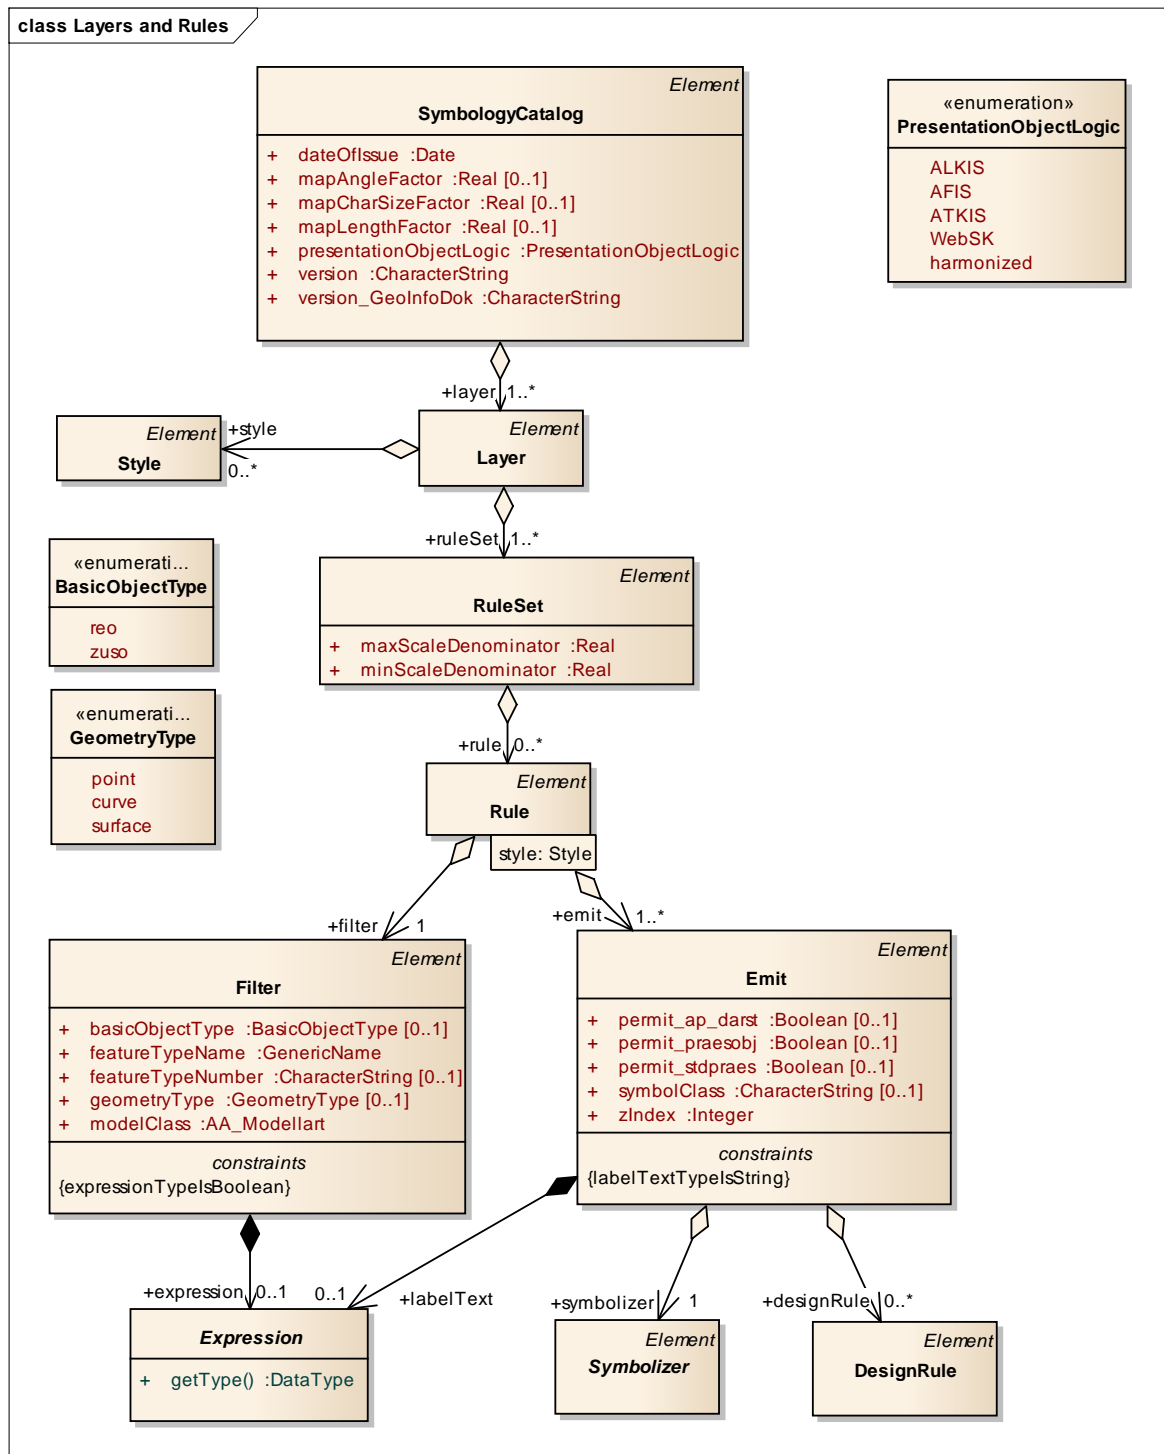 class Layers and Rules
Element
SymbologyCatalog
+ dateOfIssue :Date
+ mapAngleFactor :Real [0..1]
+ mapCharSizeFactor :Real [0..1]
+ mapLengthFactor :Real [0..1]
+ presentationObjectLogic :PresentationObjectLogic
+ version :CharacterString
+ version_GeoInfoDok :CharacterString
«enumeration»
PresentationObjectLogic
ALKIS
AFIS
ATKIS
WebSK
harmonized
+layer 1..*
Element
Style
+style
0..*
Element
Layer
+ruleSet 1..*
«enumerati...
BasicObjectType
reo
zuso
Element
RuleSet
+ maxScaleDenominator :Real
+ minScaleDenominator :Real
«enumerati...
GeometryType
point
curve
surface
+rule 0..*
Element
Rule
style: Style
+filter 1
+emit 1..*
Element
Filter
+ basicObjectType :BasicObjectType [0..1]
+ featureTypeName :GenericName
+ featureTypeNumber :CharacterString [0..1]
+ geometryType :GeometryType [0..1]
+ modelClass :AA_Modellart
constraints
{expressionTypeIsBoolean}
Element
Emit
+ permit_ap_darst :Boolean [0..1]
+ permit_praesobj :Boolean [0..1]
+ permit_stdpraes :Boolean [0..1]
+ symbolClass :CharacterString [0..1]
+ zIndex :Integer
constraints
{labelTextTypeIsString}
+expression 0..1
0..1 +labelText
+symbolizer 1
+designRule 0..*
Expression
+ getType() :DataType
Element
Symbolizer
Element
DesignRule